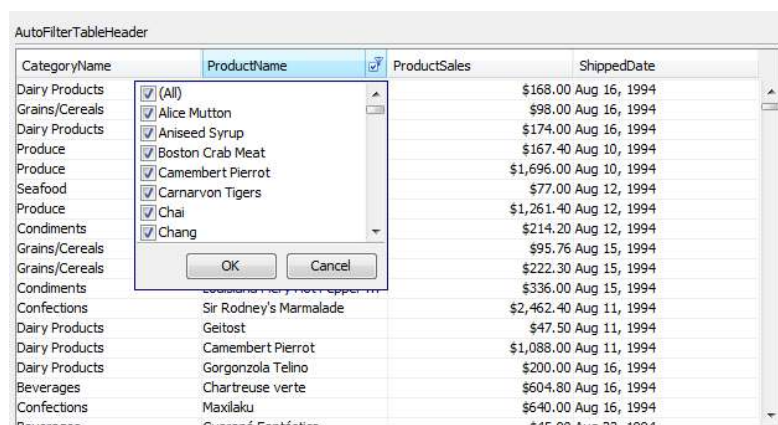 AutoFilterTableHeader
CategoryName ProductName ProductSales ShippedDate
Dairy Products (All) $168.00 Aug 16, 1994
Grains/Cereals Alice Mutton $98.00 Aug 16, 1994
Dairy Products Aniseed Syrup $174.00 Aug 16, 1994
Produce Boston Crab Meat $167.40 Aug 10, 1994
Produce Camembert Pierrot $1,696.00 Aug 10, 1994
Seafood Carnarvon Tigers $77.00 Aug 12, 1994
Produce Chai $1,261.40 Aug 12, 1994
Condiments Chang $214.20 Aug 12, 1994
Grains/Cereals $95.76 Aug 15, 1994
Grains/Cereals OK Cancel $222.30 Aug 15, 1994
Condiments $336.00 Aug 15, 1994
Confections Sir Rodney's Marmalade $2,462.40 Aug 11, 1994
Dairy Products Geitost $47.50 Aug 11, 1994
Dairy Products Camembert Pierrot $1,088.00 Aug 11, 1994
Dairy Products Gorgonzola Telino $200.00 Aug 16, 1994
Beverages Chartreuse verte $604.80 Aug 16, 1994
Confections Maxilaku $640.00 Aug 16, 1994